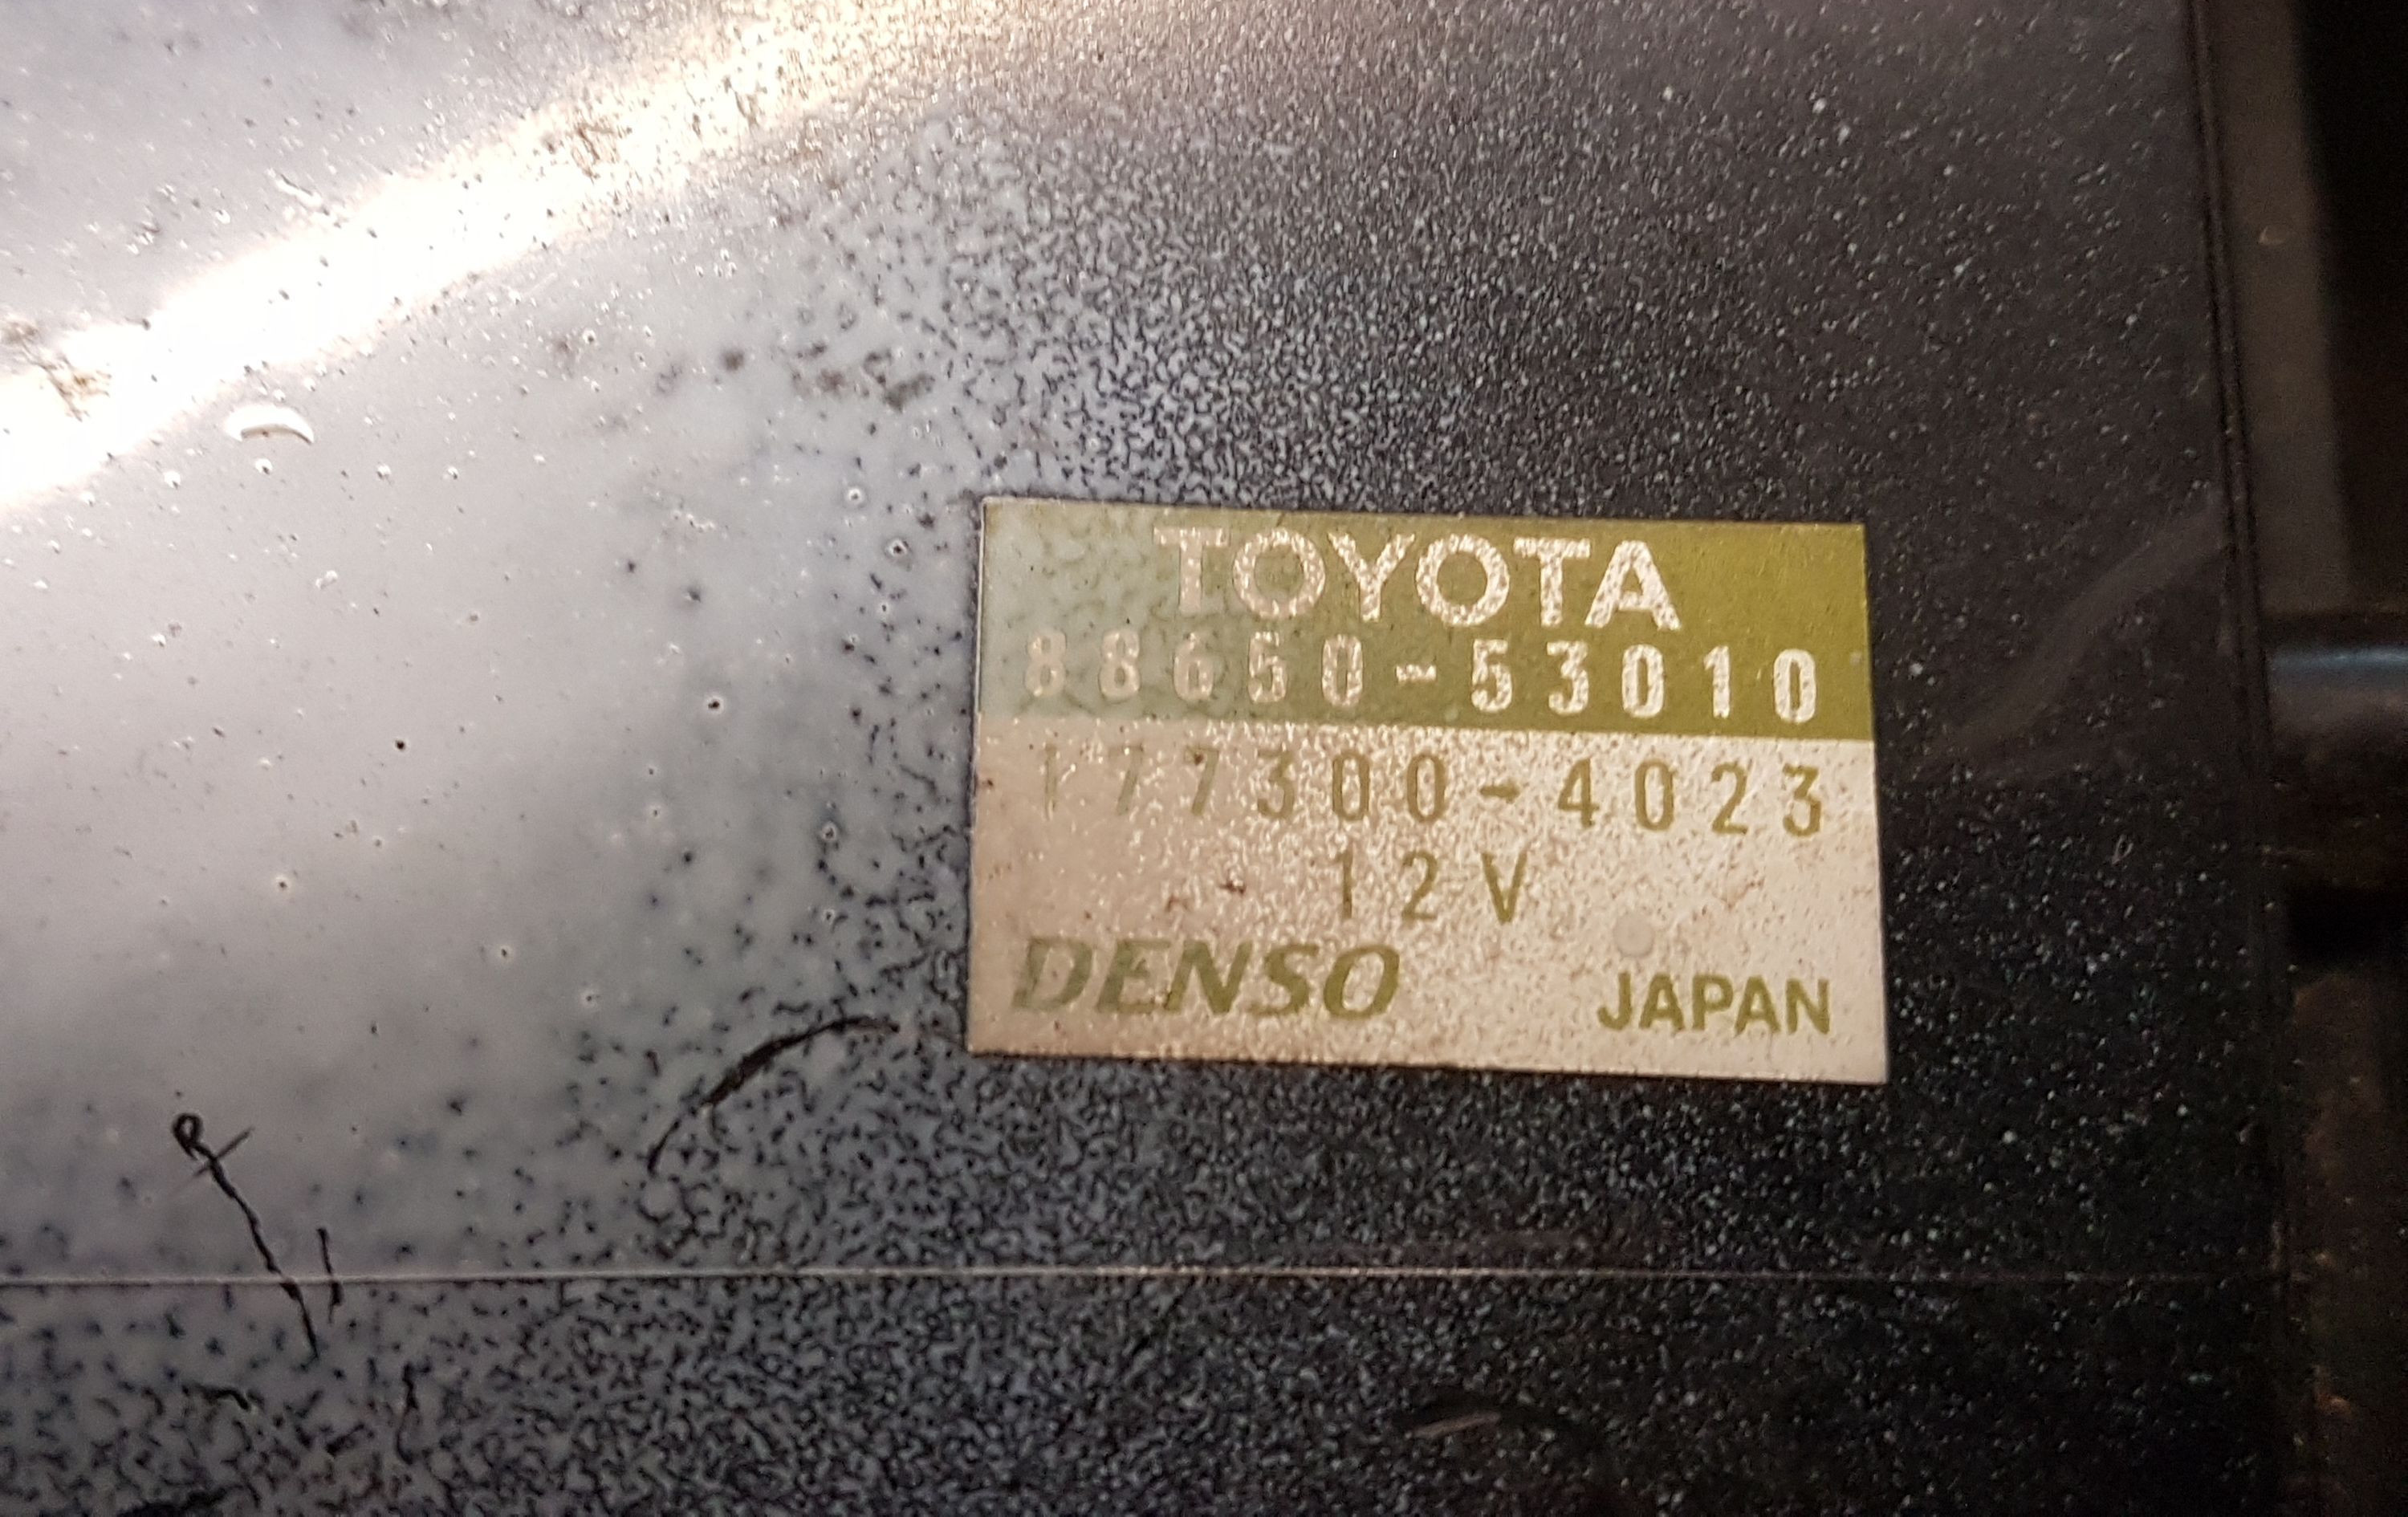 TOYOTA
88650-53010
177300-4023
12V
DENSO JAPAN